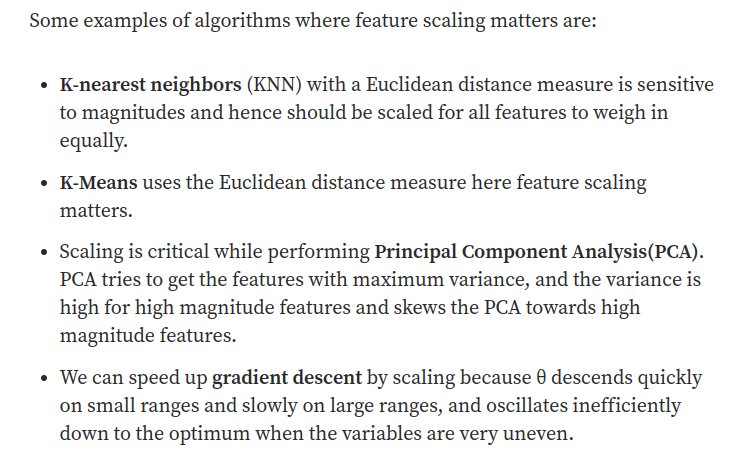 Some examples of algorithms where feature scaling matters are:
• K-nearest neighbors (KNN) with a Euclidean distance measure is sensitive
to magnitudes and hence should be scaled for all features to weigh in
equally.
• K-Means uses the Euclidean distance measure here feature scaling
matters.
• Scaling is critical while performing Principal Component Analysis(PCA).
PCA tries to get the features with maximum variance, and the variance is
high for high magnitude features and skews the PCA towards high
magnitude features.
• We can speed up gradient descent by scaling because θ descends quickly
on small ranges and slowly on large ranges, and oscillates inefficiently
down to the optimum when the variables are very uneven.